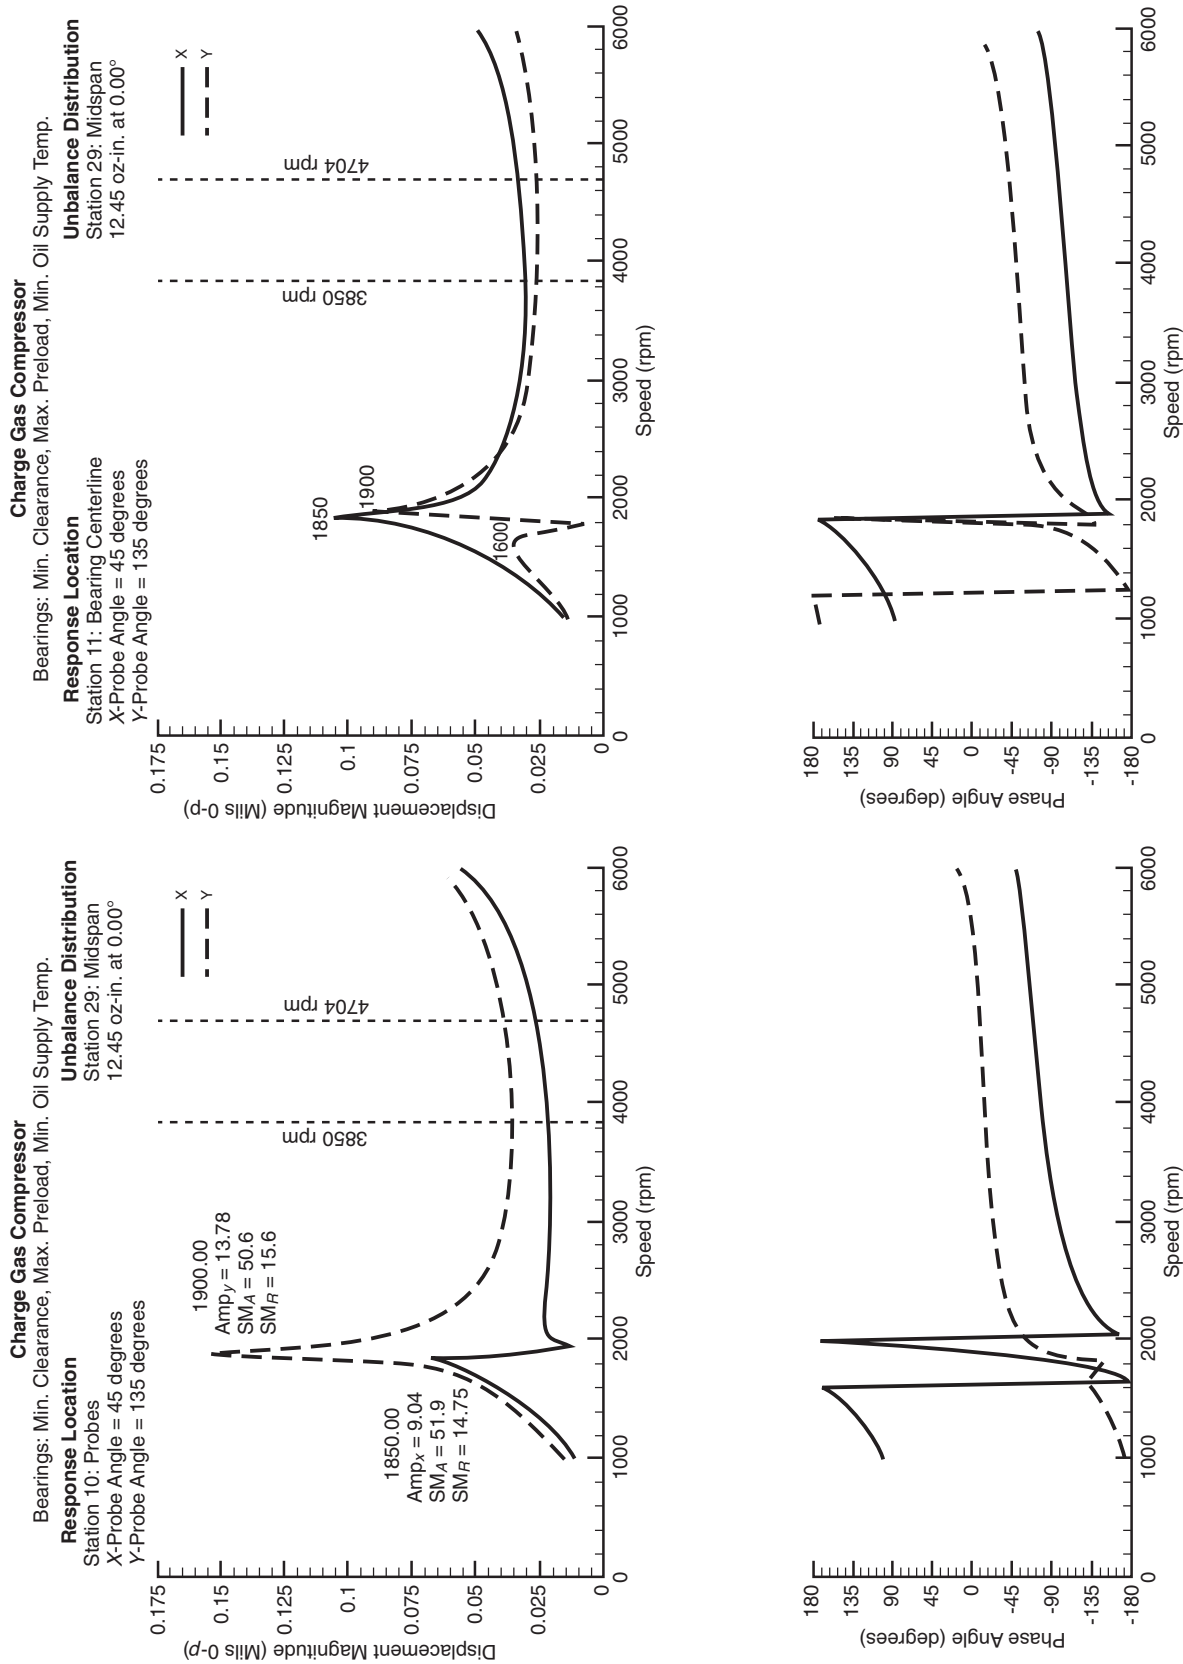 Charge Gas Compressor
Bearings: Min. Clearance, Max. Preload, Min. Oil Supply Temp.
Response Location
Station 10: Probes
X-Probe Angle = 45 degrees
Y-Probe Angle = 135 degrees
Unbalance Distribution
Station 29: Midspan
12.45 oz-in. at 0.00°
X
Y
Displacement Magnitude (Mils 0-p)
0.175
0.15
0.125
0.1
0.075
0.05
0.025
0
1900.00
Ampy = 13.78
SMA = 50.6
SMR = 15.6
1850.00
Ampx = 9.04
SMA = 51.9
SMR = 14.75
3850 rpm
4704 rpm
0 1000 2000 3000 4000 5000 6000
Speed (rpm)
Phase Angle (degrees)
180
135
90
45
0
-45
-90
-135
-180
0 1000 2000 3000 4000 5000 6000
Speed (rpm)
Charge Gas Compressor
Bearings: Min. Clearance, Max. Preload, Min. Oil Supply Temp.
Response Location
Station 11: Bearing Centerline
X-Probe Angle = 45 degrees
Y-Probe Angle = 135 degrees
Unbalance Distribution
Station 29: Midspan
12.45 oz-in. at 0.00°
X
Y
Displacement Magnitude (Mils 0-p)
0.175
0.15
0.125
0.1
0.075
0.05
0.025
0
1850
1900
1600
3850 rpm
4704 rpm
0 1000 2000 3000 4000 5000 6000
Speed (rpm)
Phase Angle (degrees)
180
135
90
45
0
-45
-90
-135
-180
0 1000 2000 3000 4000 5000 6000
Speed (rpm)